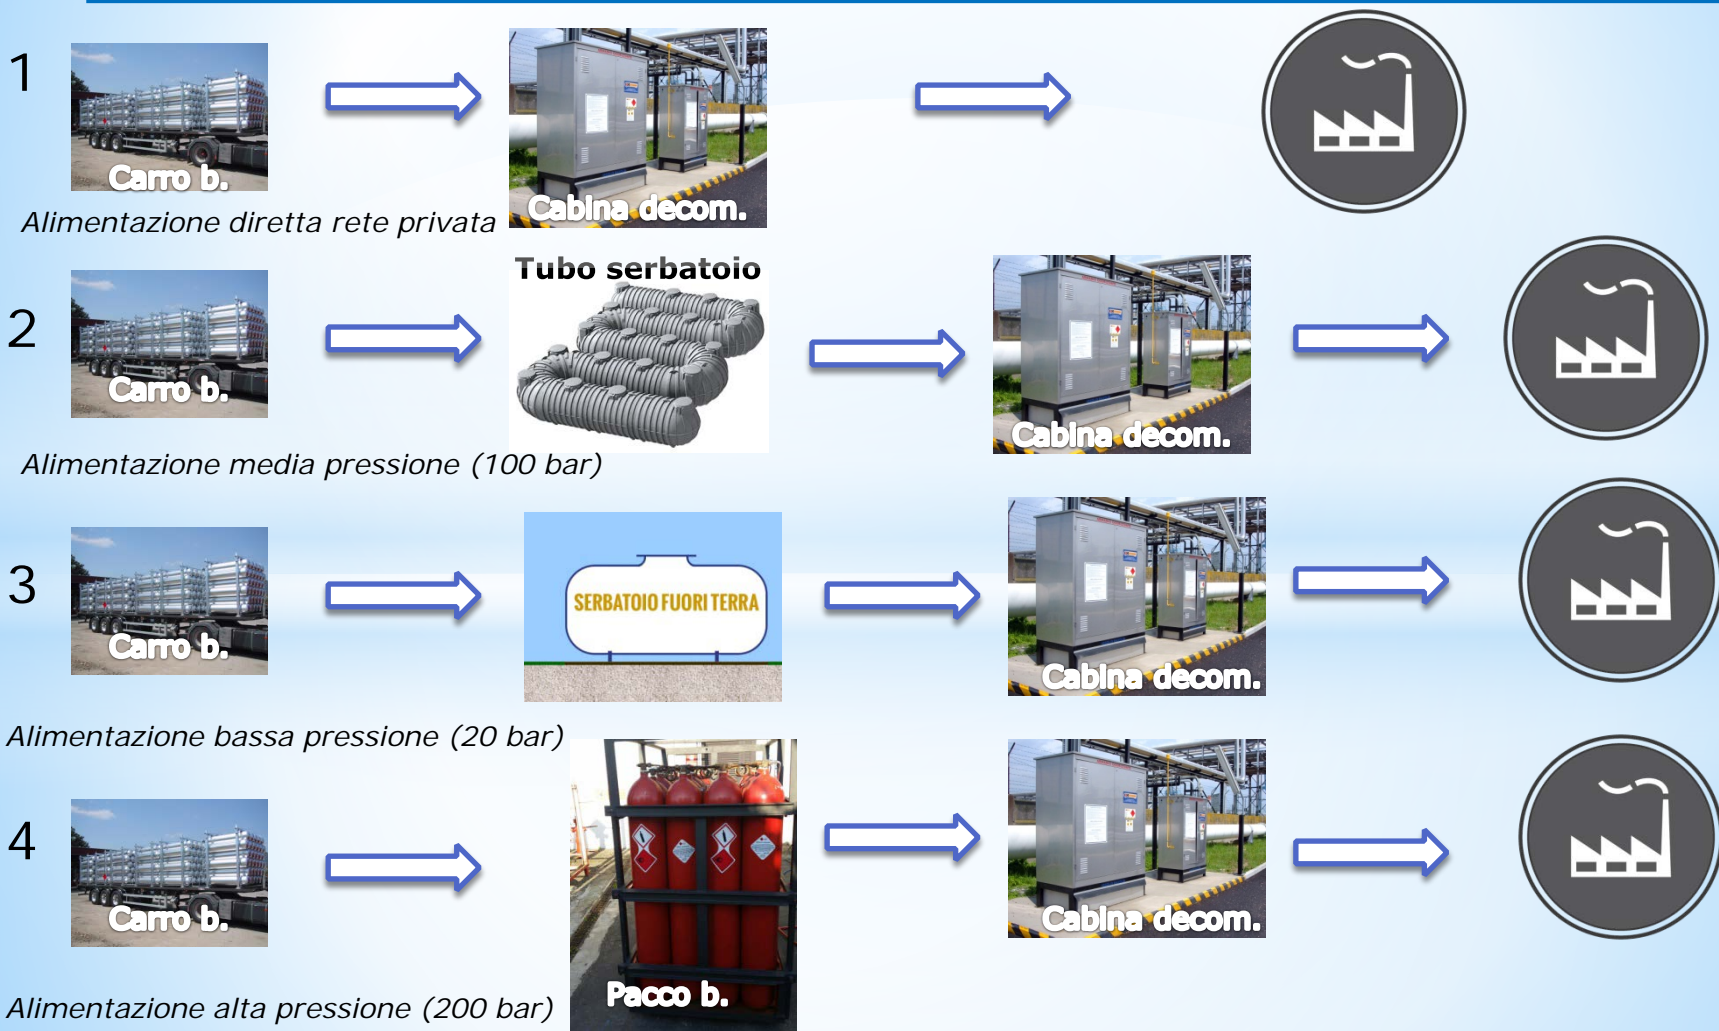 1
Carro b.
Cabina decom.
Alimentazione diretta rete privata
2
Carro b.
Tubo serbatoio
Cabina decom.
Alimentazione media pressione (100 bar)
3
Carro b.
SERBATOIO FUORI TERRA
Cabina decom.
Alimentazione bassa pressione (20 bar)
4
Carro b.
Pacco b.
Cabina decom.
Alimentazione alta pressione (200 bar)